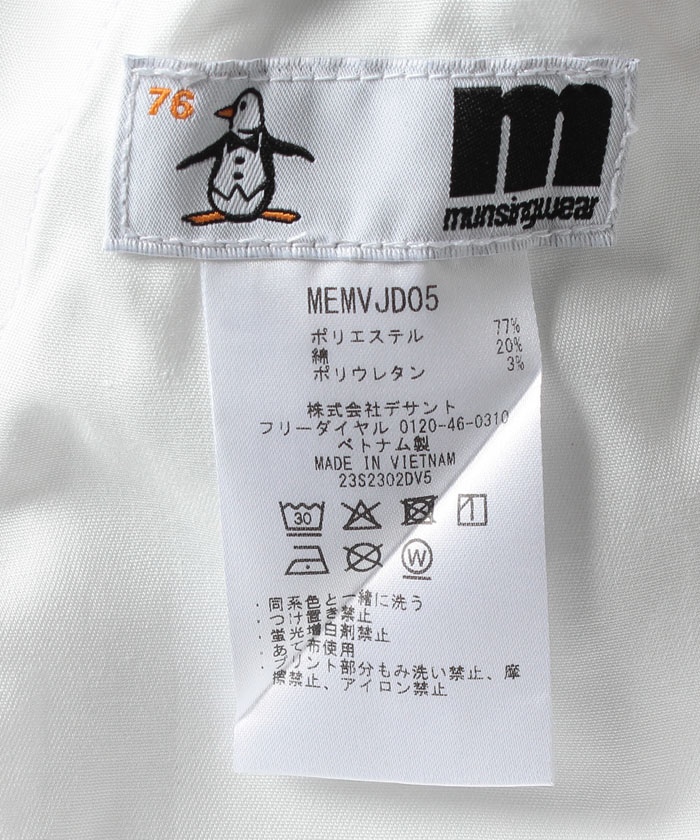 76
m
munsingwear
MEMVJD05
ポリエステル 77%
綿 20%
ポリウレタン 3%
株式会社デサント
フリーダイヤル 0120-46-0310
ベトナム製
MADE IN VIETNAM
23S2302DV5
30
W
・同系色と一緒に洗う
・つけ置き禁止
・蛍光増白剤禁止
・あて布使用
・プリント部分もみ洗い禁止、摩
擦禁止、アイロン禁止